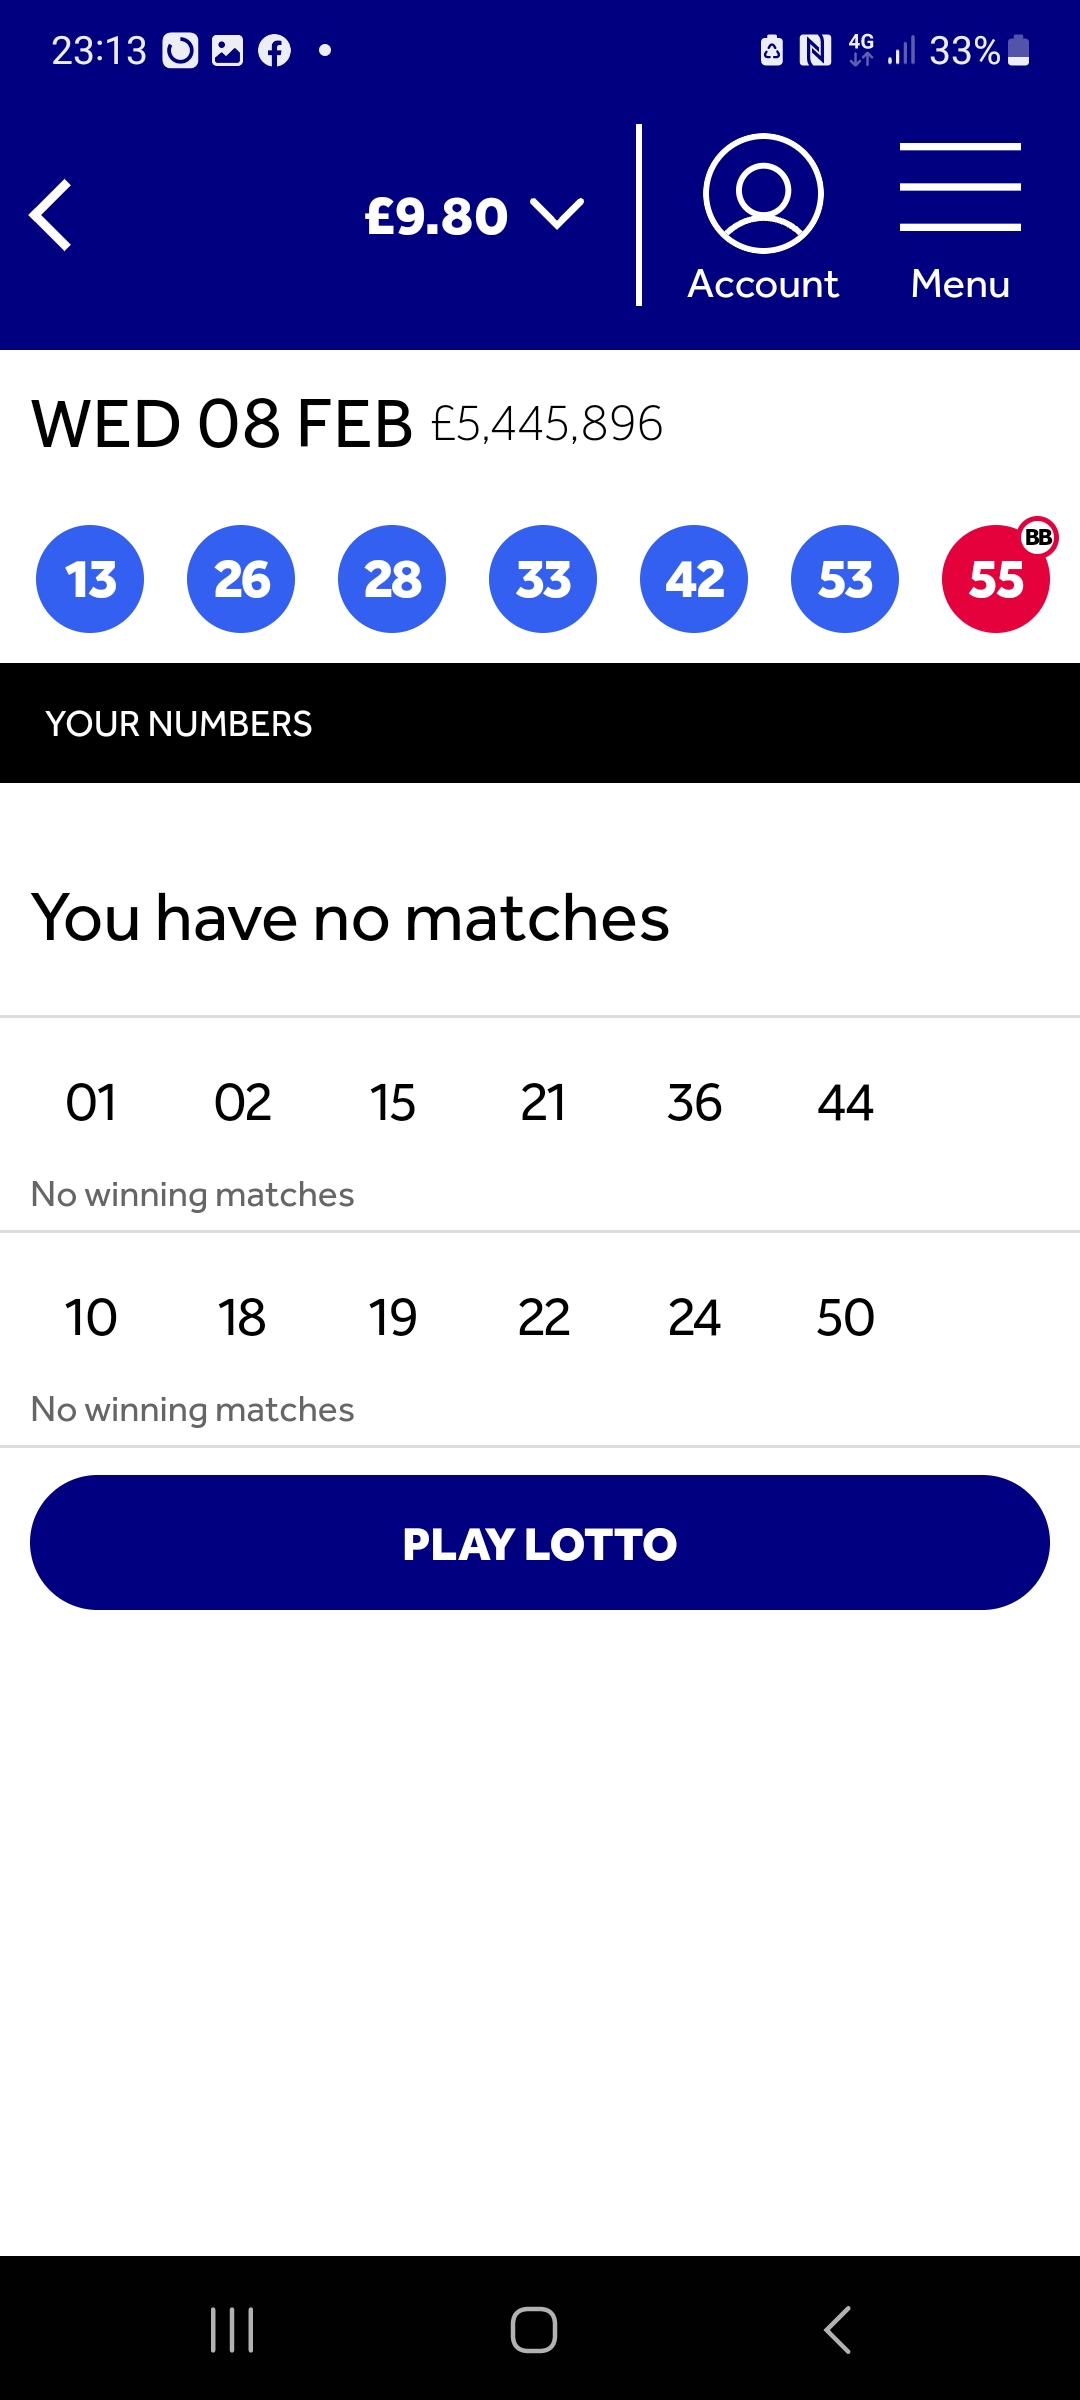 23:13 4G 33%
£9.80
Account Menu
WED 08 FEB £5,445,896
BB
13 26 28 33 42 53 55
YOUR NUMBERS
You have no matches
01 02 15 21 36 44
No winning matches
10 18 19 22 24 50
No winning matches
PLAY LOTTO